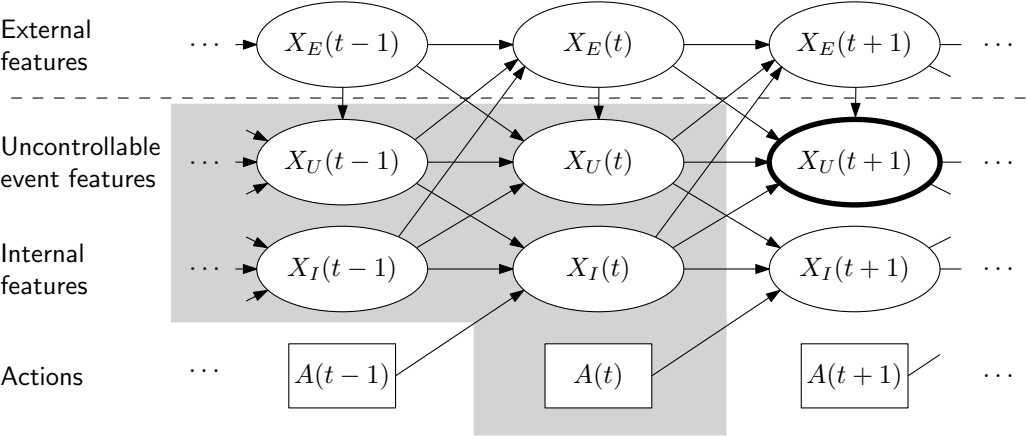 External
features
··· X_E(t − 1) X_E(t) X_E(t + 1) ···
Uncontrollable
event features
··· X_U(t − 1) X_U(t) X_U(t + 1) ···
Internal
features
··· X_I(t − 1) X_I(t) X_I(t + 1) ···
Actions ··· A(t − 1) A(t) A(t + 1) ···